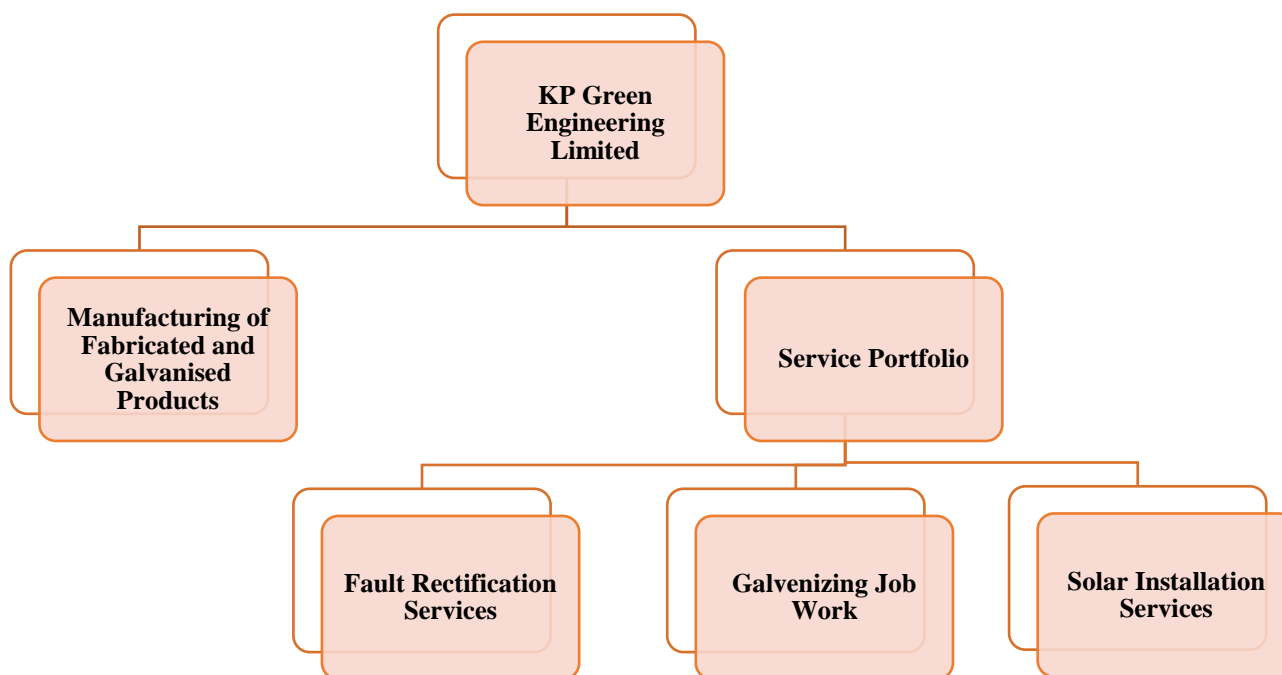 KP Green
Engineering
Limited
Manufacturing of
Fabricated and
Galvanised
Products
Service Portfolio
Fault Rectification
Services
Galvenizing Job
Work
Solar Installation
Services